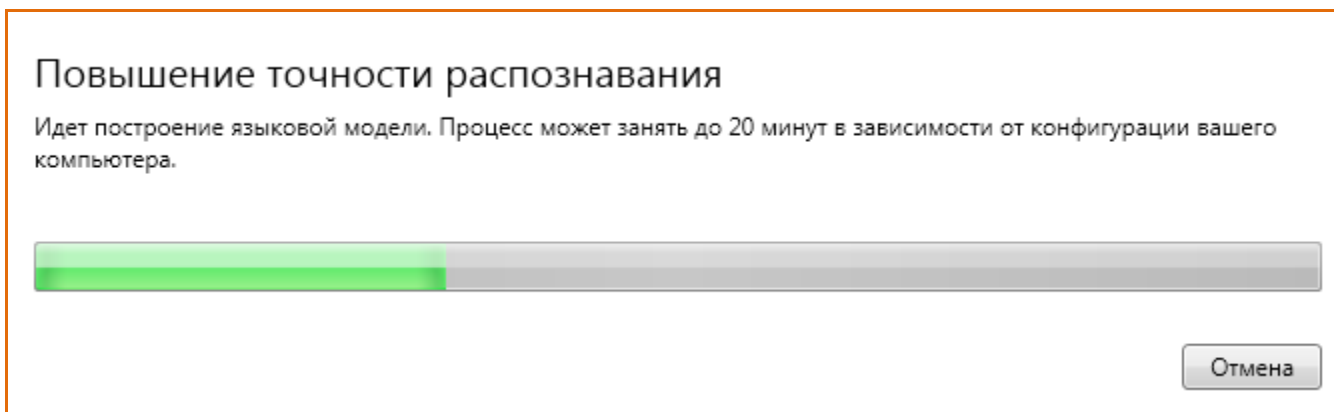 Повышение точности распознавания
Идет построение языковой модели. Процесс может занять до 20 минут в зависимости от конфигурации вашего
компьютера.
Отмена